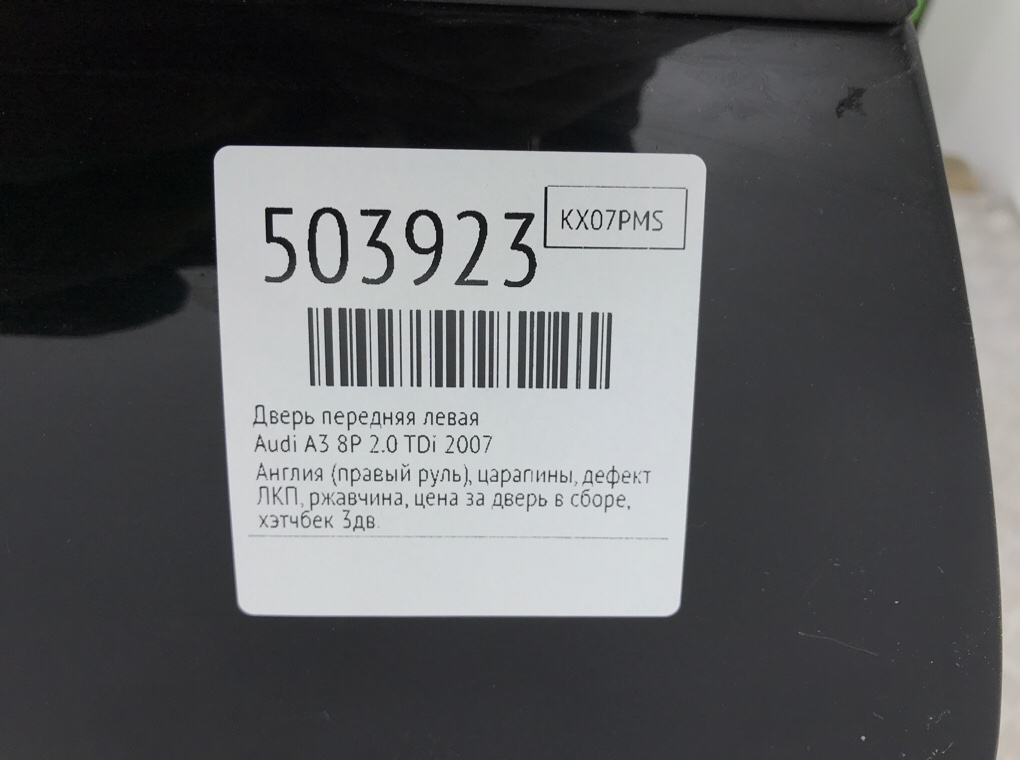 503923
KX07PMS
Дверь передняя левая
Audi A3 8P 2.0 TDi 2007
Англия (правый руль), царапины, дефект
ЛКП, ржавчина, цена за дверь в сборе,
хэтчбек 3дв.